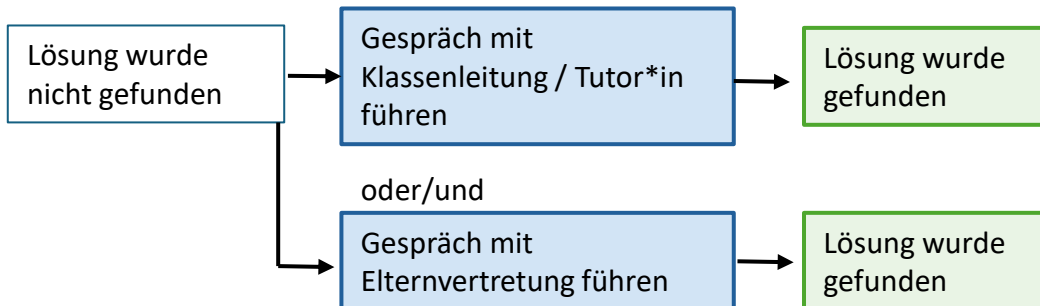 Lösung wurde
nicht gefunden
Gespräch mit
Klassenleitung / Tutor*in
führen
Lösung wurde
gefunden
oder/und
Gespräch mit
Elternvertretung führen
Lösung wurde
gefunden